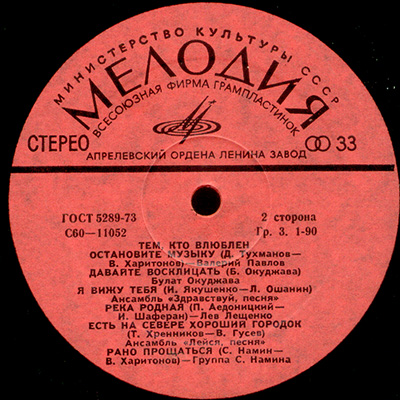 МИНИСТЕРСТВО КУЛЬТУРЫ СССР
МЕЛОДИЯ
ВСЕСОЮЗНАЯ ФИРМА ГРАМПЛАСТИНОК
СТЕРЕО
33
АПРЕЛЕВСКИЙ ОРДЕНА ЛЕНИНА ЗАВОД
ГОСТ 5289-73
2 сторона
С60—11052
Гр. 3. 1-90
ТЕМ, КТО ВЛЮБЛЕН
ОСТАНОВИТЕ МУЗЫКУ (Д. Тухманов—
В. Харитонов)—Валерий Павлов
ДАВАЙТЕ ВОСКЛИЦАТЬ (Б. Окуджава)
Булат Окуджава
Я ВИЖУ ТЕБЯ (И. Якушенко—Л. Ошанин)
Ансамбль «Здравствуй, песня»
РЕКА РОДНАЯ (П. Аедоницкий—
И. Шаферан)—Лев Лещенко
ЕСТЬ НА СЕВЕРЕ ХОРОШИЙ ГОРОДОК
(Т. Хренников—В. Гусев)
Ансамбль «Лейся, песня»
РАНО ПРОЩАТЬСЯ (С. Намин—
В. Харитонов)—Группа С. Намина